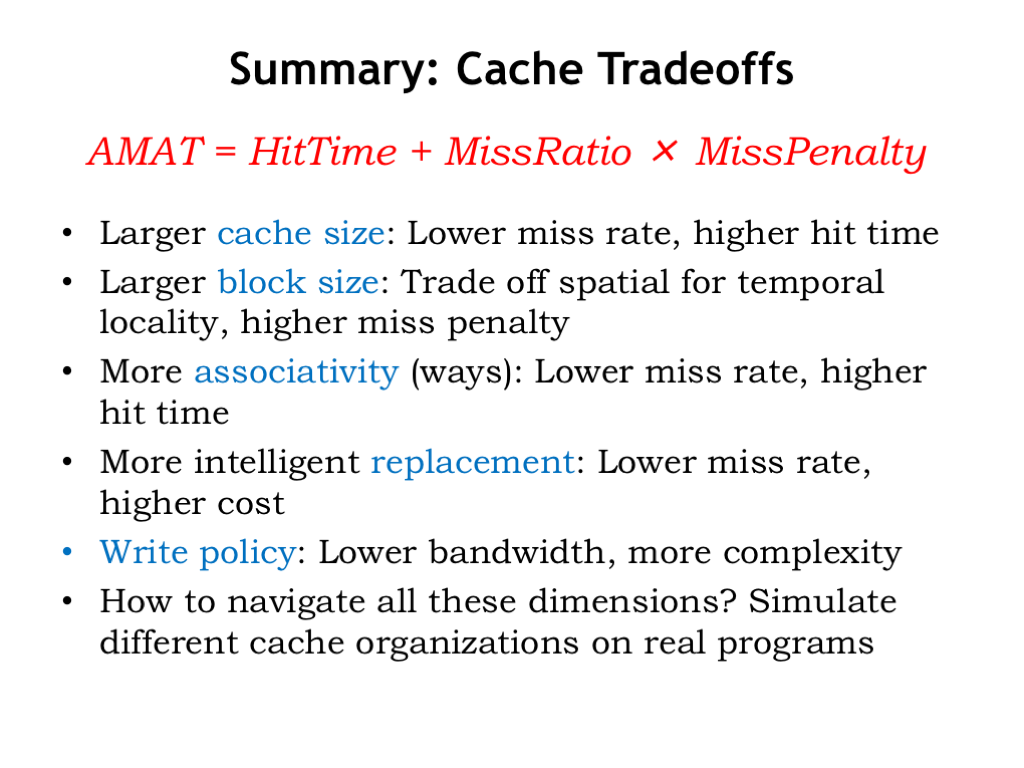 Summary: Cache Tradeoffs
AMAT = HitTime + MissRatio × MissPenalty
• Larger cache size: Lower miss rate, higher hit time
• Larger block size: Trade off spatial for temporal
locality, higher miss penalty
• More associativity (ways): Lower miss rate, higher
hit time
• More intelligent replacement: Lower miss rate,
higher cost
• Write policy: Lower bandwidth, more complexity
• How to navigate all these dimensions? Simulate
different cache organizations on real programs